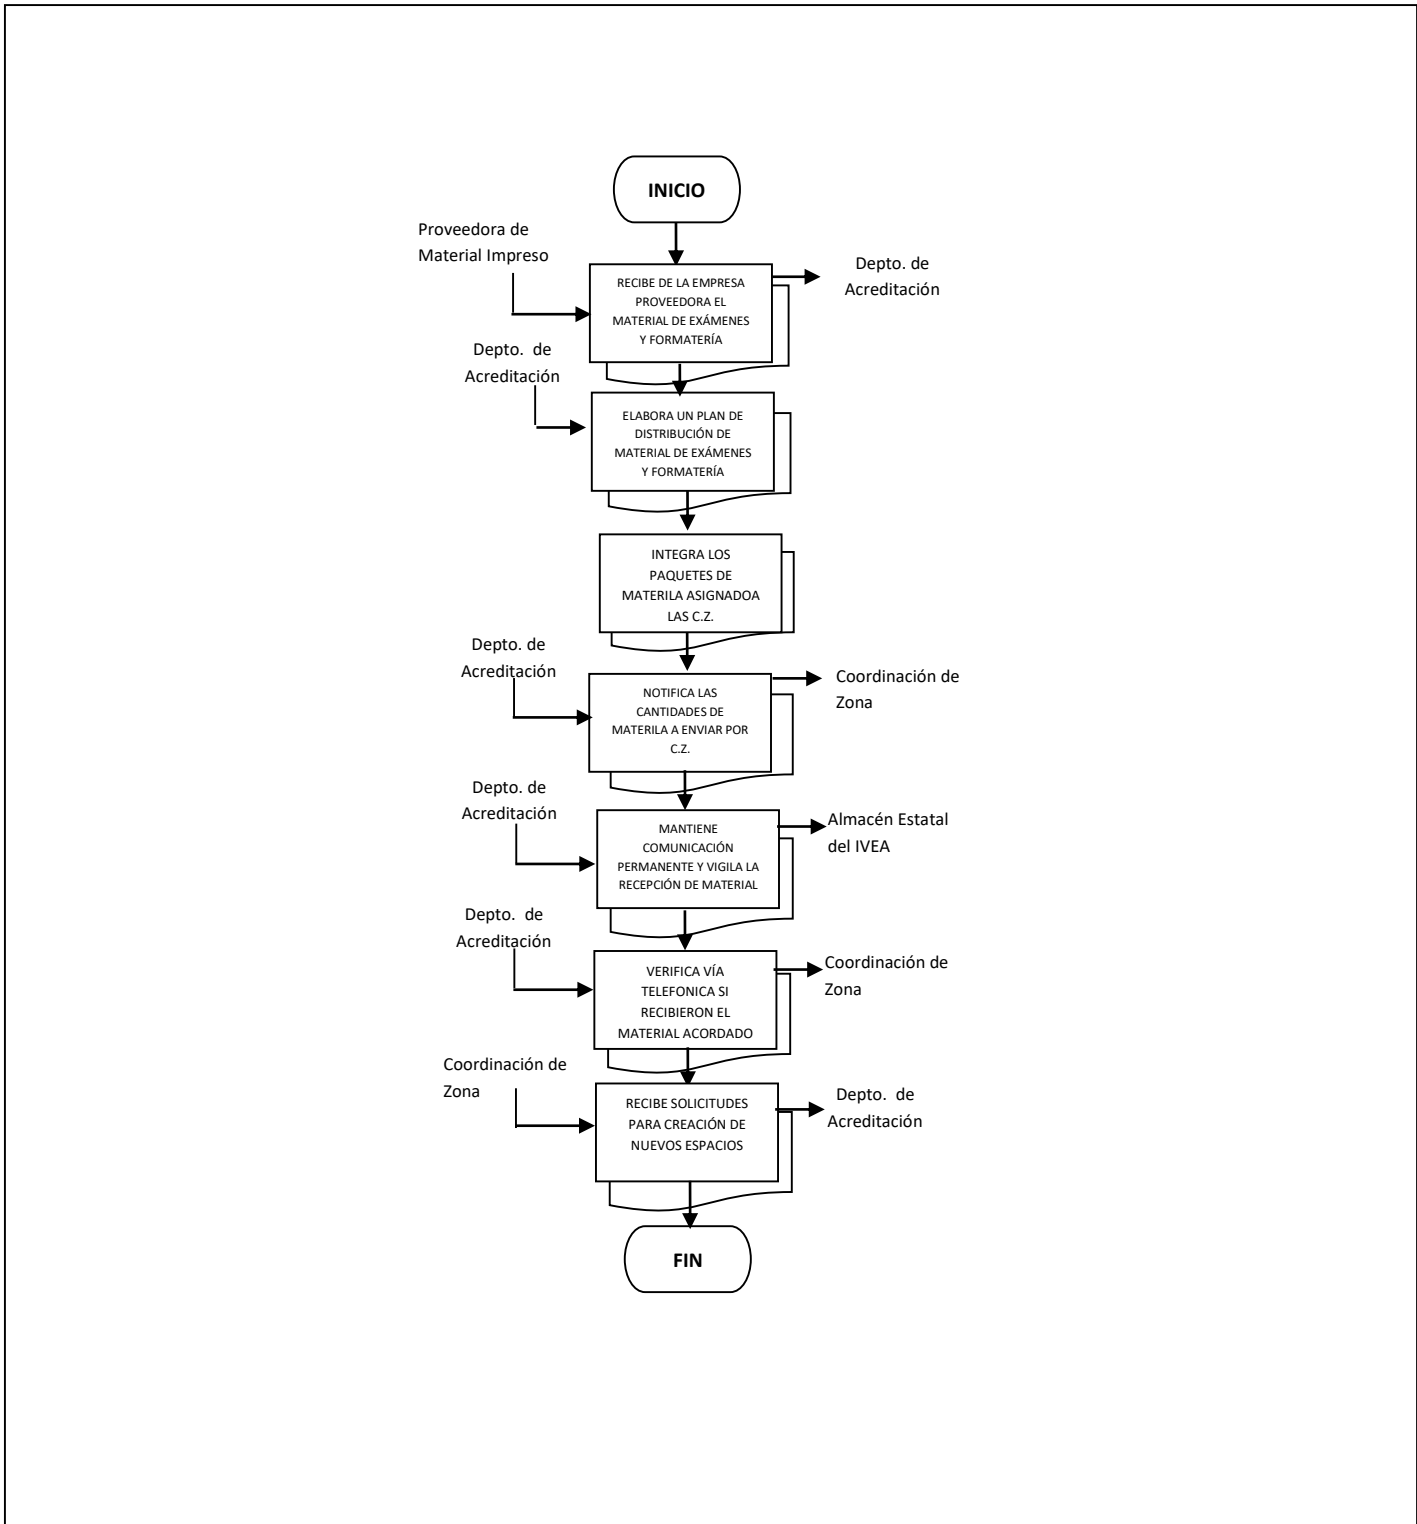 INICIO
Proveedora de
Material Impreso
RECIBE DE LA EMPRESA
PROVEEDORA EL
MATERIAL DE EXÁMENES
Y FORMATERÍA
Depto. de
Acreditación
Depto. de
Acreditación
ELABORA UN PLAN DE
DISTRIBUCIÓN DE
MATERIAL DE EXÁMENES
Y FORMATERÍA
INTEGRA LOS
PAQUETES DE
MATERILA ASIGNADOA
LAS C.Z.
Depto. de
Acreditación
NOTIFICA LAS
CANTIDADES DE
MATERILA A ENVIAR POR
C.Z.
Coordinación de
Zona
Depto. de
Acreditación
MANTIENE
COMUNICACIÓN
PERMANENTE Y VIGILA LA
RECEPCIÓN DE MATERIAL
Almacén Estatal
del IVEA
Depto. de
Acreditación
VERIFICA VÍA
TELEFONICA SI
RECIBIERON EL
MATERIAL ACORDADO
Coordinación de
Zona
Coordinación de
Zona
RECIBE SOLICITUDES
PARA CREACIÓN DE
NUEVOS ESPACIOS
Depto. de
Acreditación
FIN